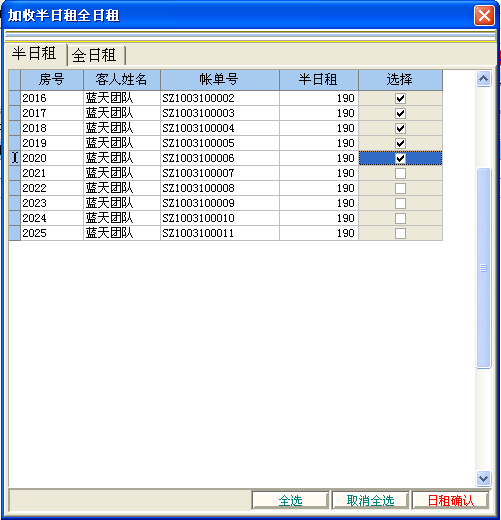 加收半日租全日租
半日租 全日租
房号 客人姓名 帐单号 半日租 选择
2016 蓝天团队 SZ1003100002 190
2017 蓝天团队 SZ1003100003 190
2018 蓝天团队 SZ1003100004 190
2019 蓝天团队 SZ1003100005 190
2020 蓝天团队 SZ1003100006 190
2021 蓝天团队 SZ1003100007 190
2022 蓝天团队 SZ1003100008 190
2023 蓝天团队 SZ1003100009 190
2024 蓝天团队 SZ1003100010 190
2025 蓝天团队 SZ1003100011 190
全选 取消全选 日租确认